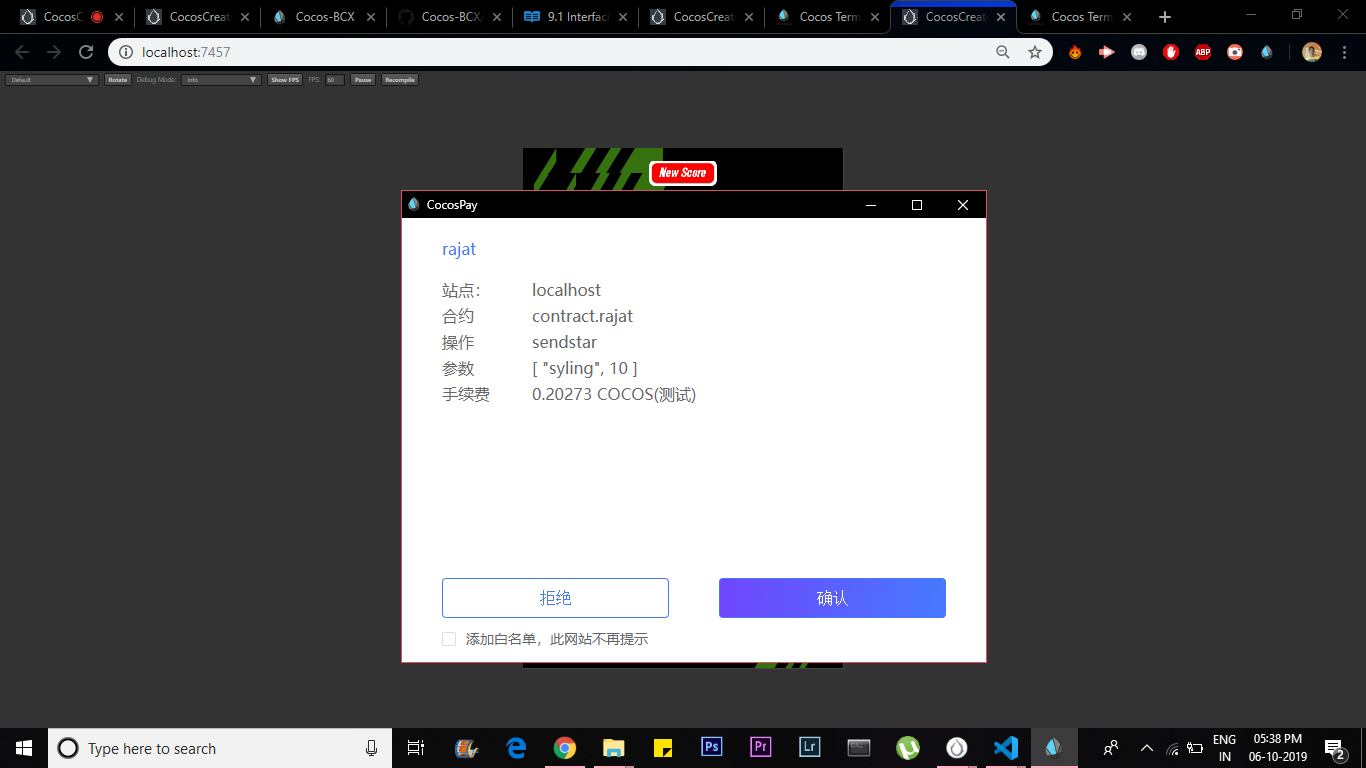 CocosC
CocosCreat
Cocos-BCX
Cocos-BCX
9.1 Interfac
CocosCreat
Cocos Term
CocosCreat
Cocos Term
localhost:7457
ABP
Default Rotate Debug Mode: Info Show FPS FPS: 60 Pause Recompile
New Score
CocosPay
rajat
站点: localhost
合约 contract.rajat
操作 sendstar
参数 [ "syling", 10 ]
手续费 0.20273 COCOS(测试)
拒绝 确认
添加白名单，此网站不再提示
Type here to search
Ps
Pr
Lr
ENG
IN
05:38 PM
06-10-2019
2